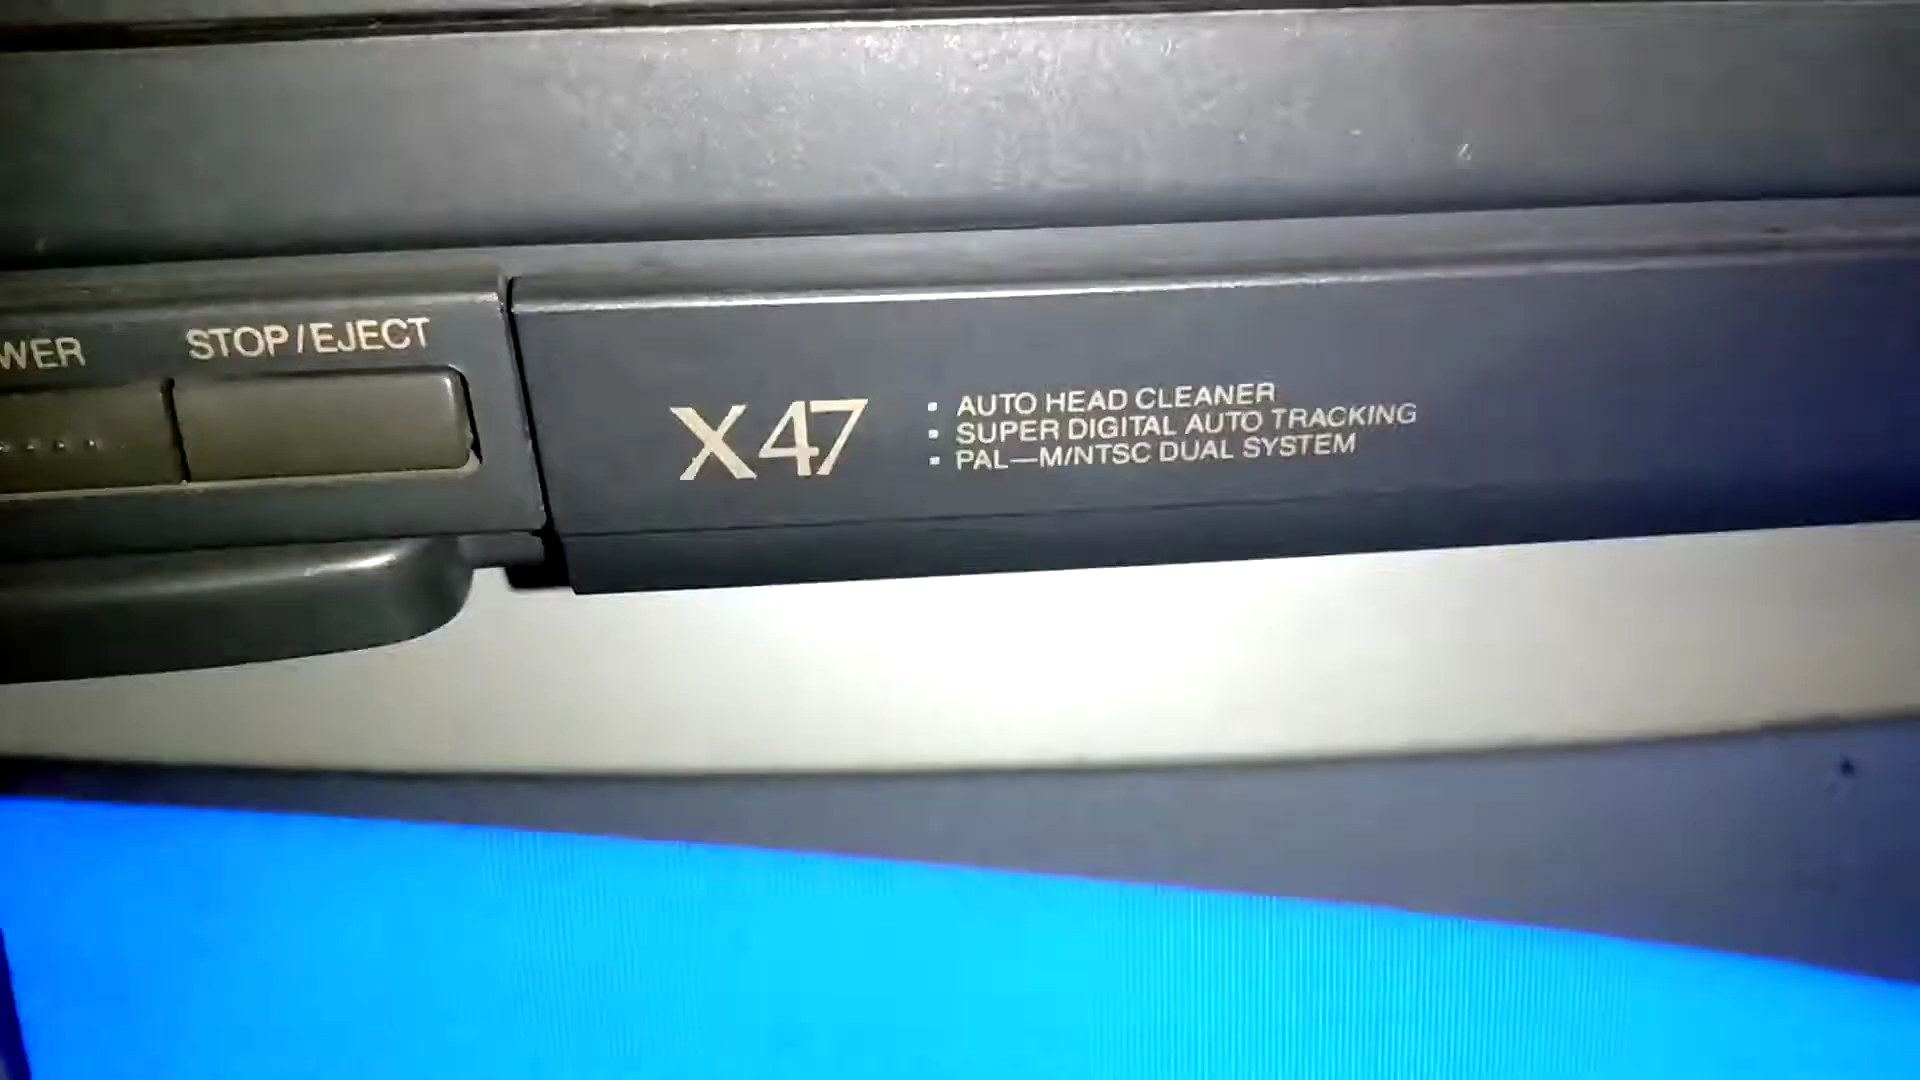 WER
STOP/EJECT
X47
▪ AUTO HEAD CLEANER
▪ SUPER DIGITAL AUTO TRACKING
▪ PAL—M/NTSC DUAL SYSTEM